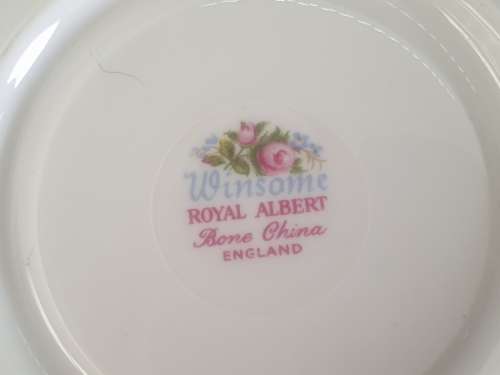 Winsome
ROYAL ALBERT
Bone China
ENGLAND